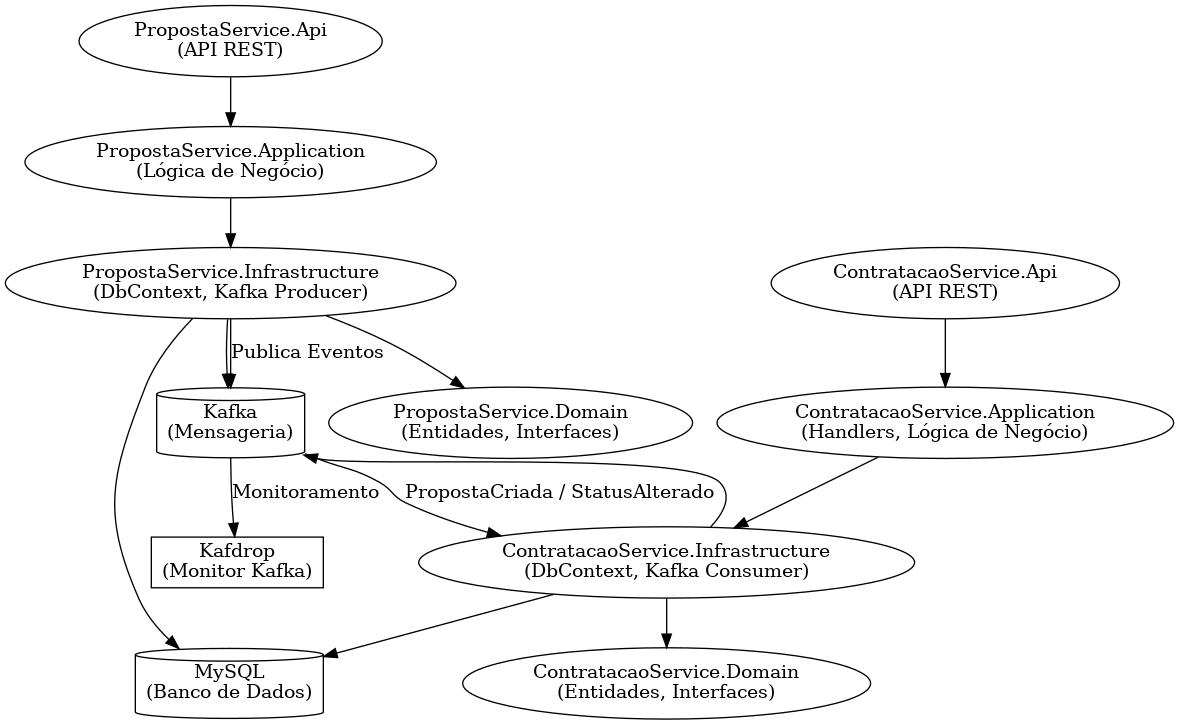 PropostaService.Api
(API REST)
PropostaService.Application
(Lógica de Negócio)
PropostaService.Infrastructure
(DbContext, Kafka Producer)
ContratacaoService.Api
(API REST)
Publica Eventos
Kafka
(Mensageria)
PropostaService.Domain
(Entidades, Interfaces)
ContratacaoService.Application
(Handlers, Lógica de Negócio)
Monitoramento
PropostaCriada / StatusAlterado
Kafdrop
(Monitor Kafka)
ContratacaoService.Infrastructure
(DbContext, Kafka Consumer)
MySQL
(Banco de Dados)
ContratacaoService.Domain
(Entidades, Interfaces)